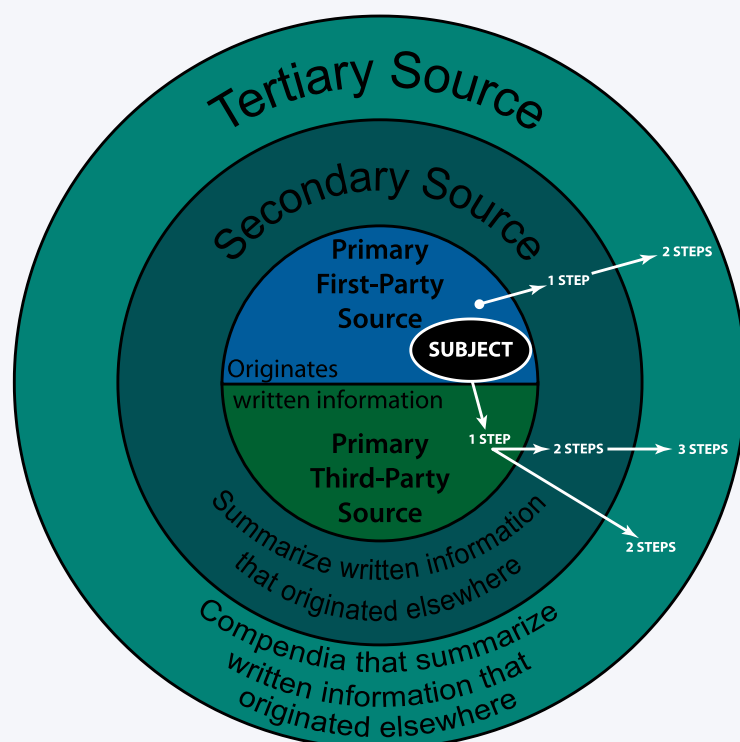 Tertiary Source
Secondary Source
Primary
First-Party
Source
2 STEPS
1 STEP
SUBJECT
Originates
written information
Primary
Third-Party
Source
1 STEP
2 STEPS
3 STEPS
2 STEPS
Summarize written information
that originated elsewhere
Compendia that summarize
written information that
originated elsewhere